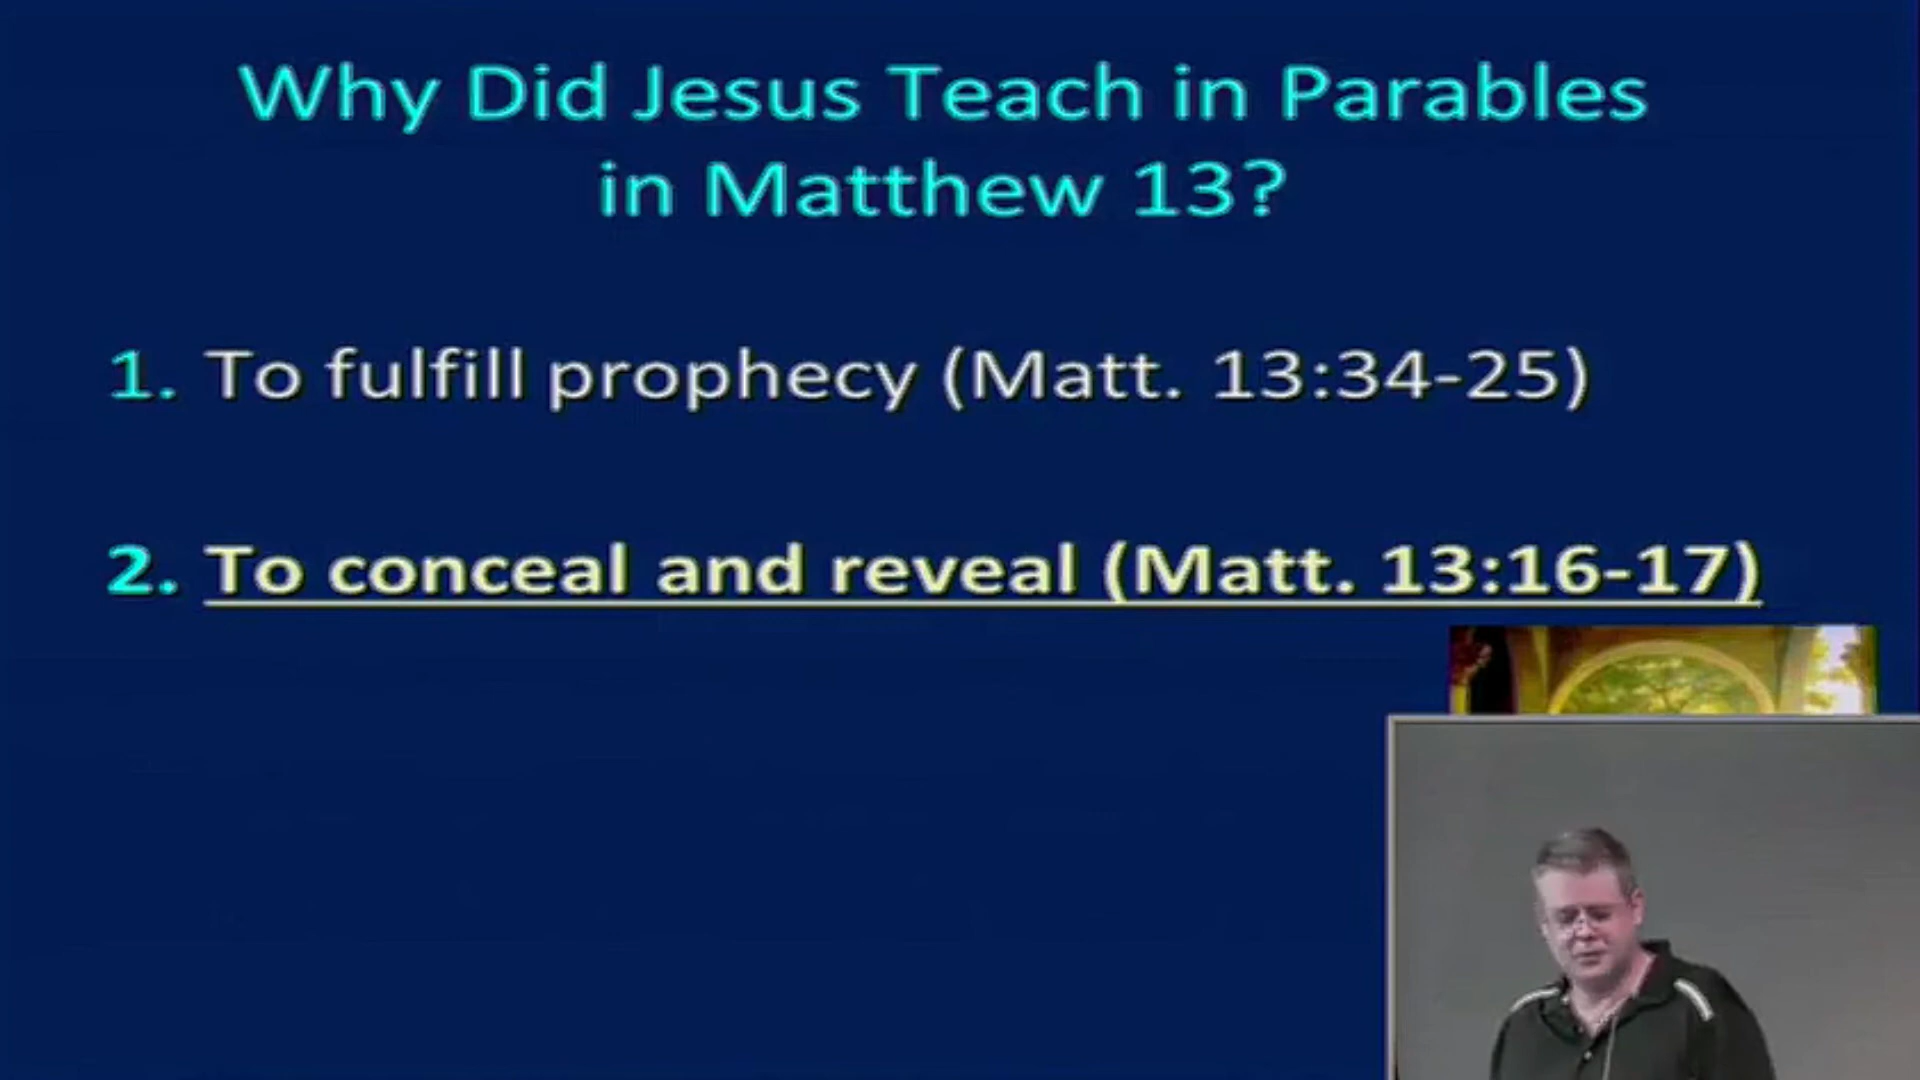 Why Did Jesus Teach in Parables
in Matthew 13?
1. To fulfill prophecy (Matt. 13:34-25)
2. To conceal and reveal (Matt. 13:16-17)